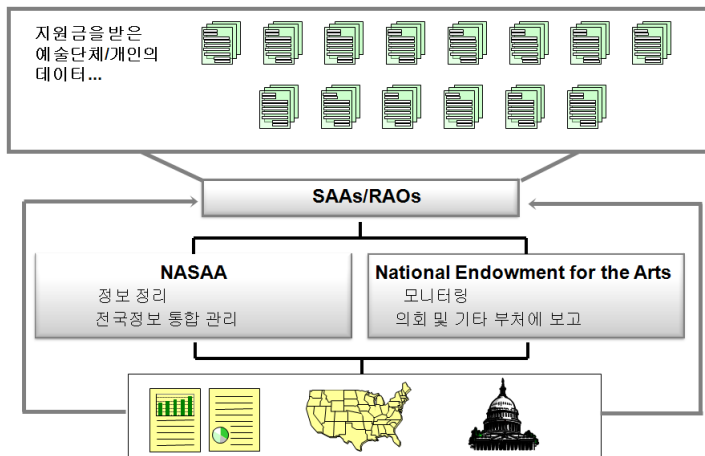 지원금을 받은
예술단체/개인의
데이터...
SAAs/RAOs
NASAA
정보 정리
전국정보 통합 관리
National Endowment for the Arts
모니터링
의회 및 기타 부처에 보고